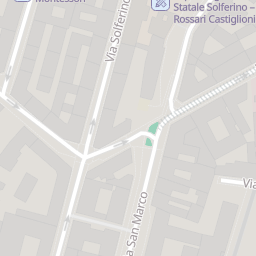 Montessori
Statale Solferino –
Rossari Castiglioni
Via Solferino
Via
Via San Marco